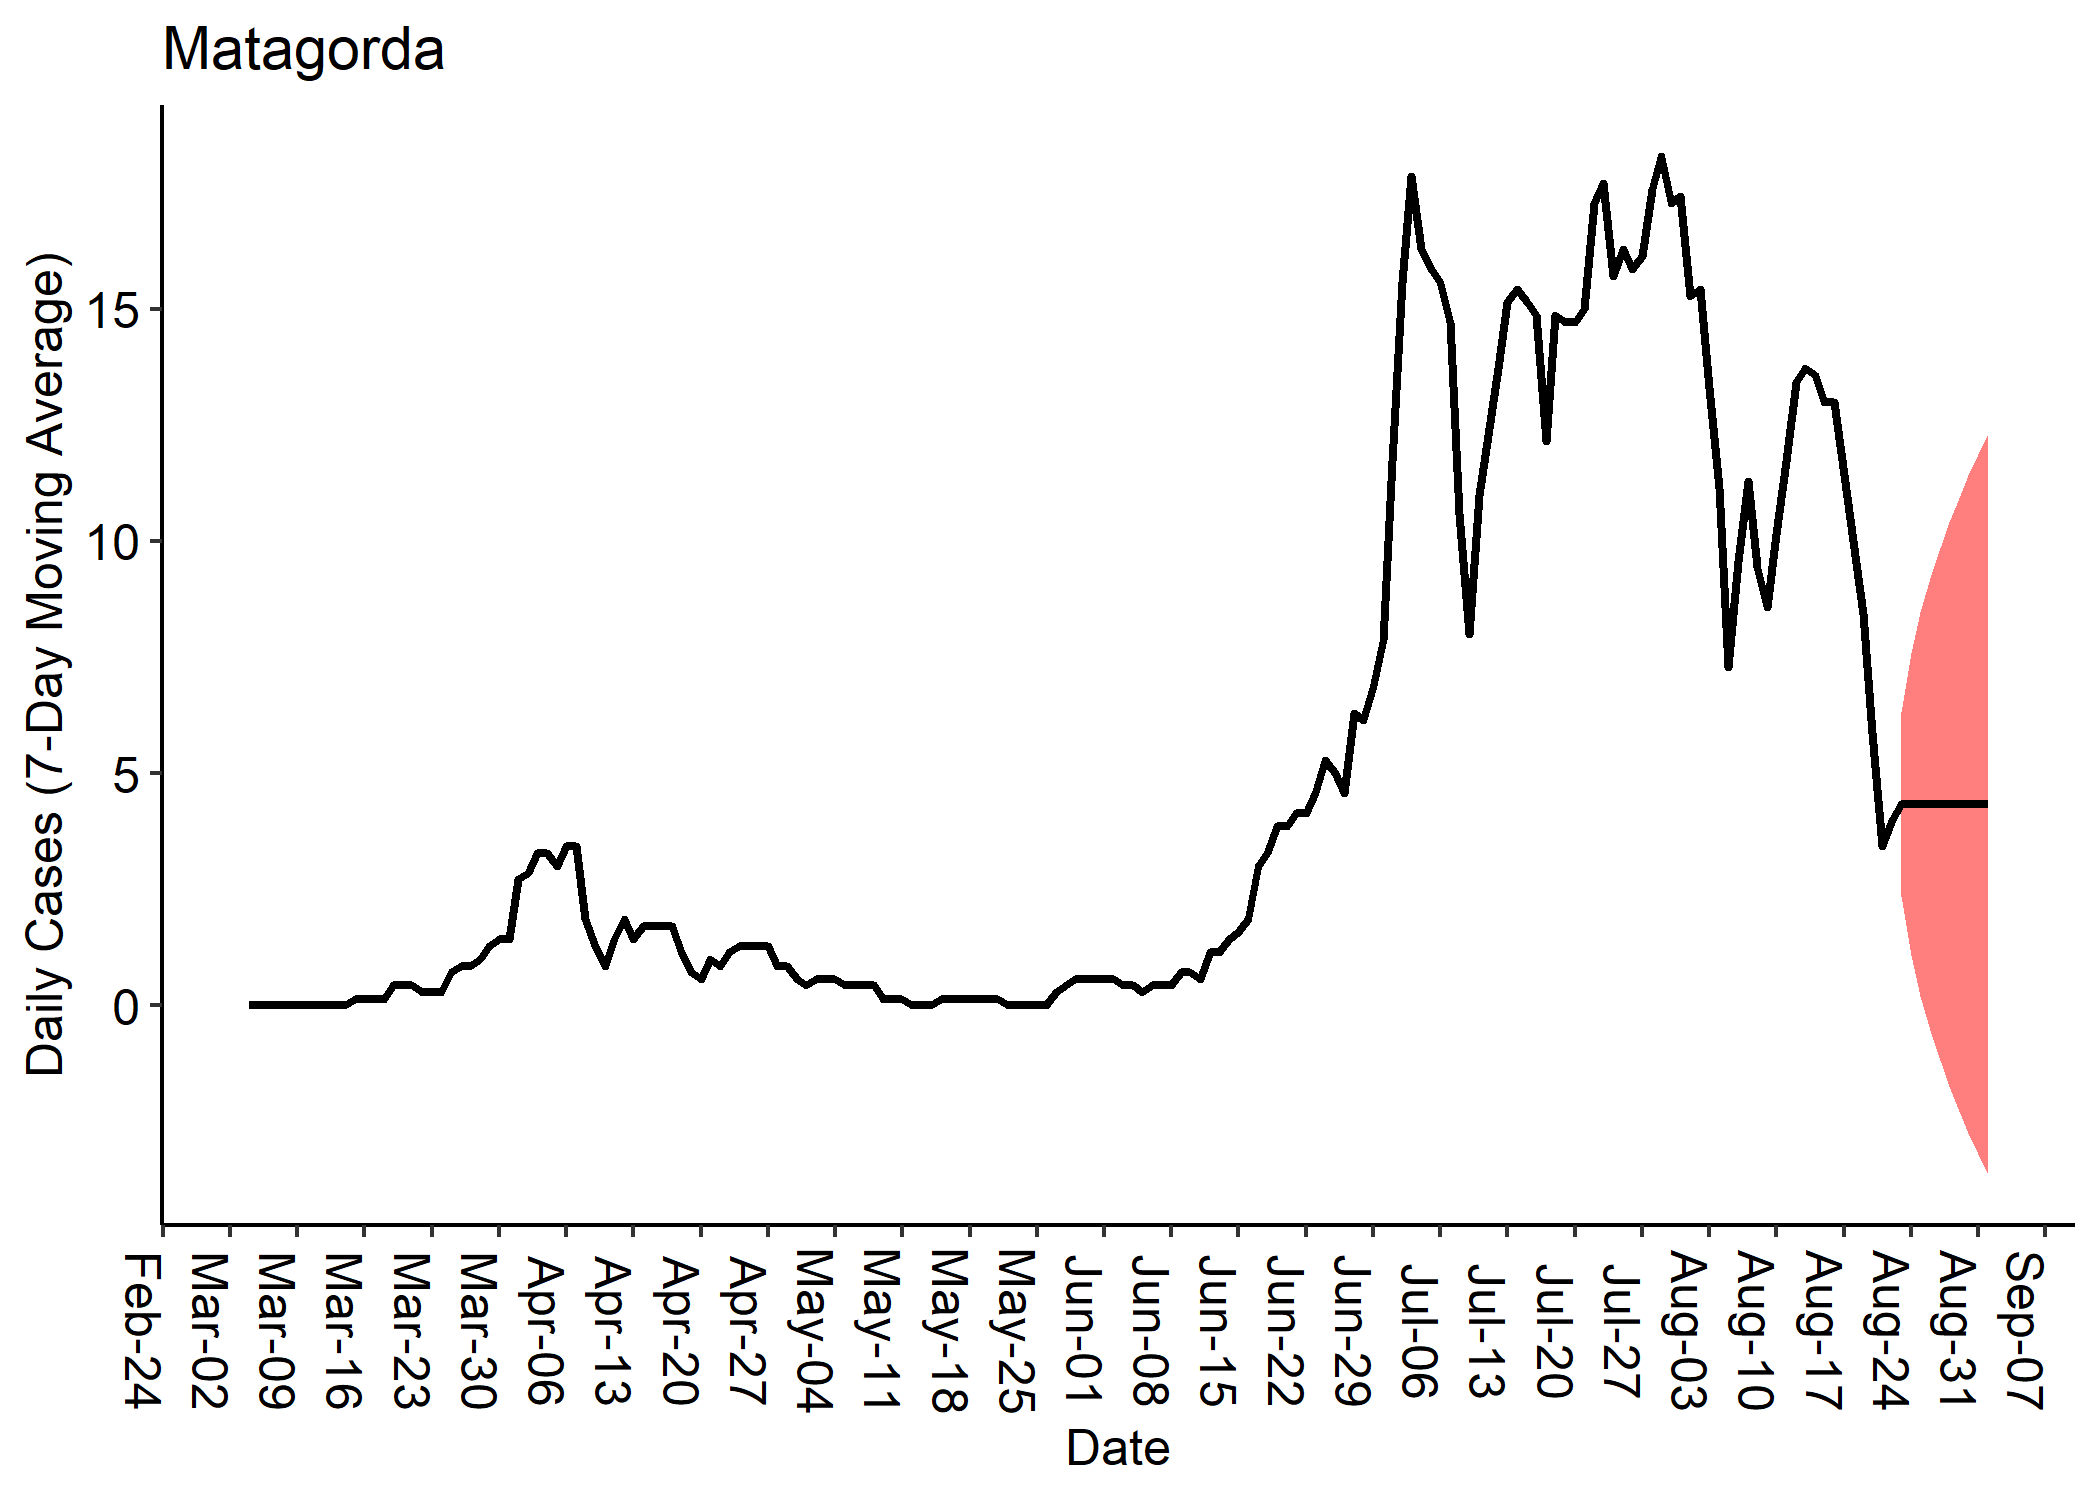 Matagorda
Daily Cases (7-Day Moving Average)
15
10
5
0
Feb-24
Mar-02
Mar-09
Mar-16
Mar-23
Mar-30
Apr-06
Apr-13
Apr-20
Apr-27
May-04
May-11
May-18
May-25
Jun-01
Jun-08
Jun-15
Jun-22
Jun-29
Jul-06
Jul-13
Jul-20
Jul-27
Aug-03
Aug-10
Aug-17
Aug-24
Aug-31
Sep-07
Date